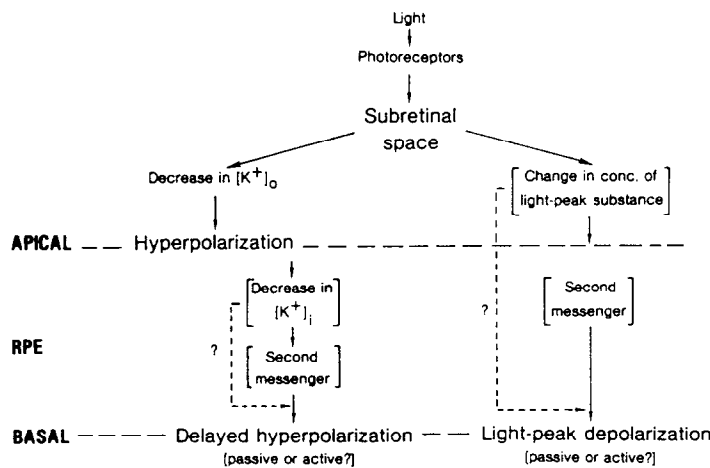 Light
Photoreceptors
Subretinal
space
Decrease in [K+]o
[Change in conc. of
light-peak substance]
APICAL
Hyperpolarization
[Decrease in
[K+]i]
[Second
messenger]
?
?
RPE
[Second
messenger]
BASAL
Delayed hyperpolarization
Light-peak depolarization
[passive or active?]
[passive or active?]